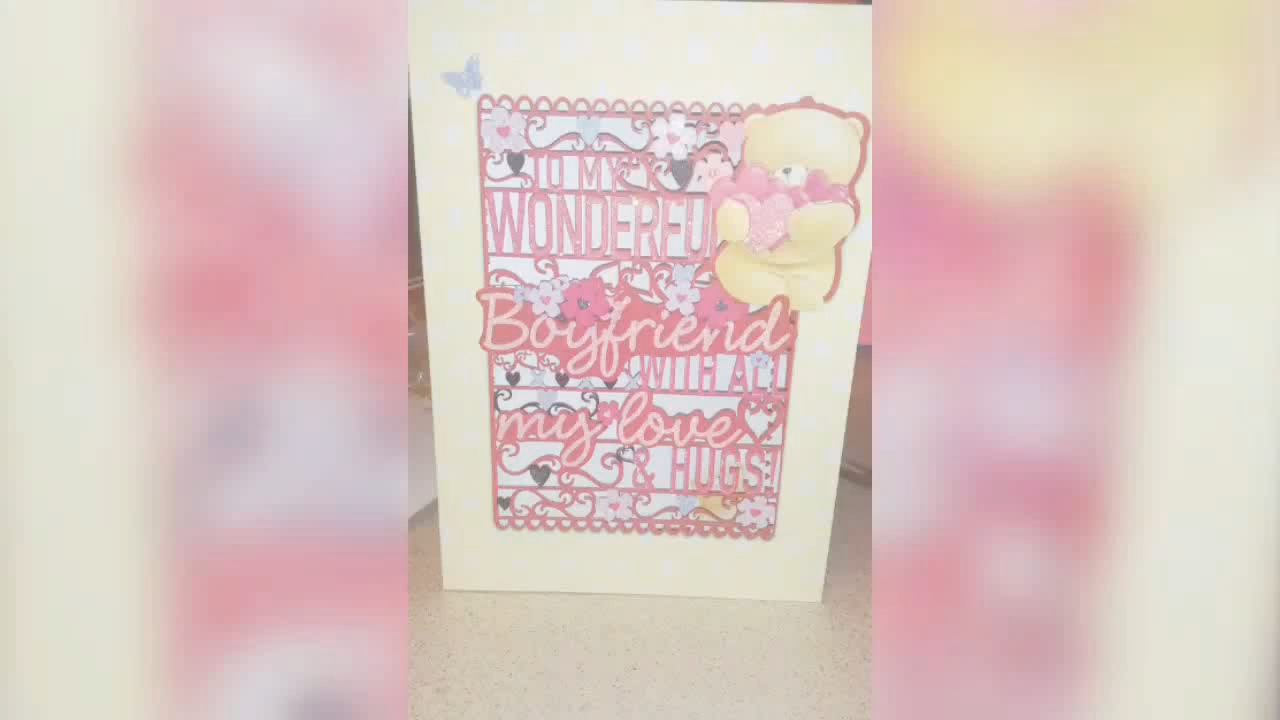 TO MY
WONDERFUL
Boyfriend
WITH ALL
my love
& HUGS!